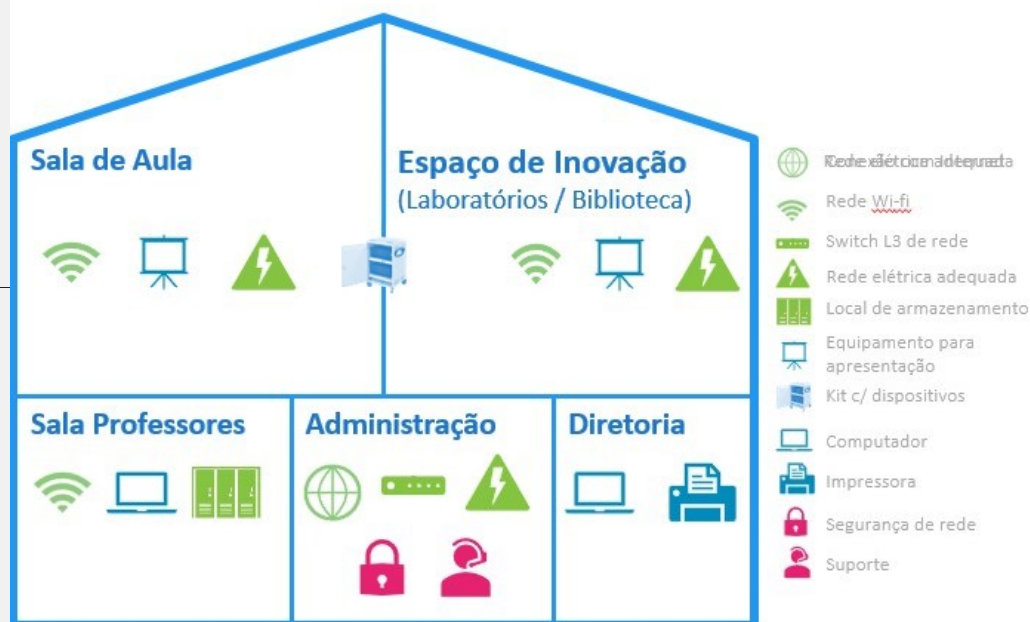 Sala de Aula
Espaço de Inovação
(Laboratórios / Biblioteca)
Sala Professores
Administração
Diretoria
Rede Wi-fi
Switch L3 de rede
Rede elétrica adequada
Local de armazenamento
Equipamento para
apresentação
Kit c/ dispositivos
Computador
Impressora
Segurança de rede
Suporte